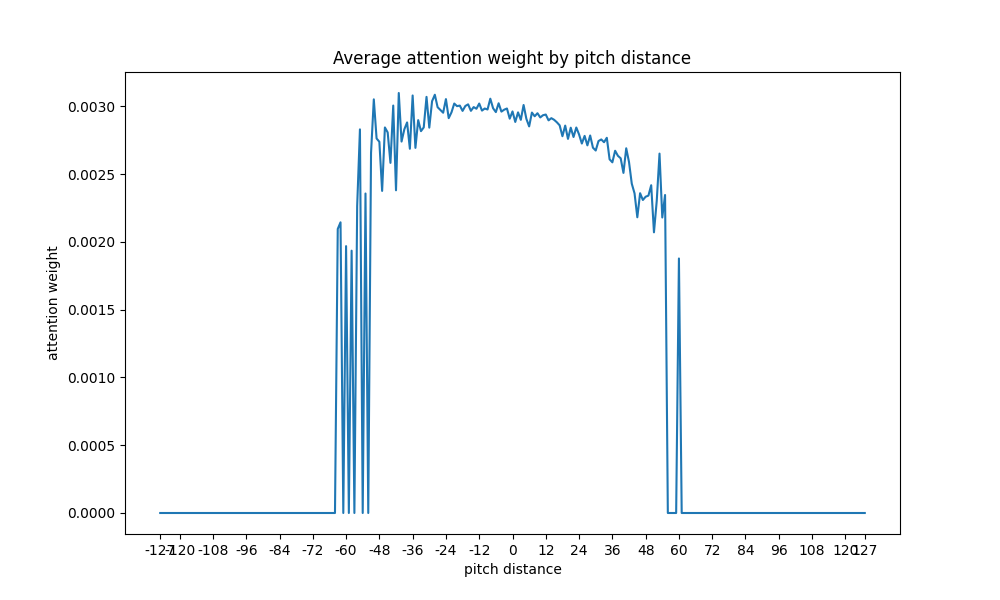 Average attention weight by pitch distance
0.0030
0.0025
0.0020
0.0015
0.0010
0.0005
0.0000
attention weight
-127 -120 -108 -96 -84 -72 -60 -48 -36 -24 -12 0 12 24 36 48 60 72 84 96 108 120 127
pitch distance